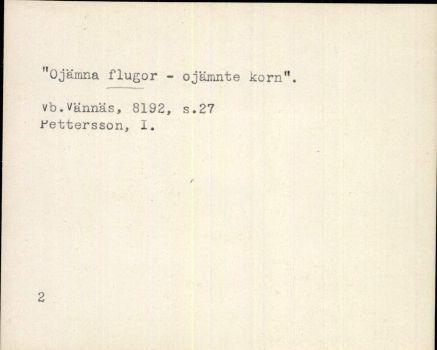 "Ojämna flugor - ojämnte korn".
Vb.Vännäs, 8192, s.27
Pettersson, I.
2